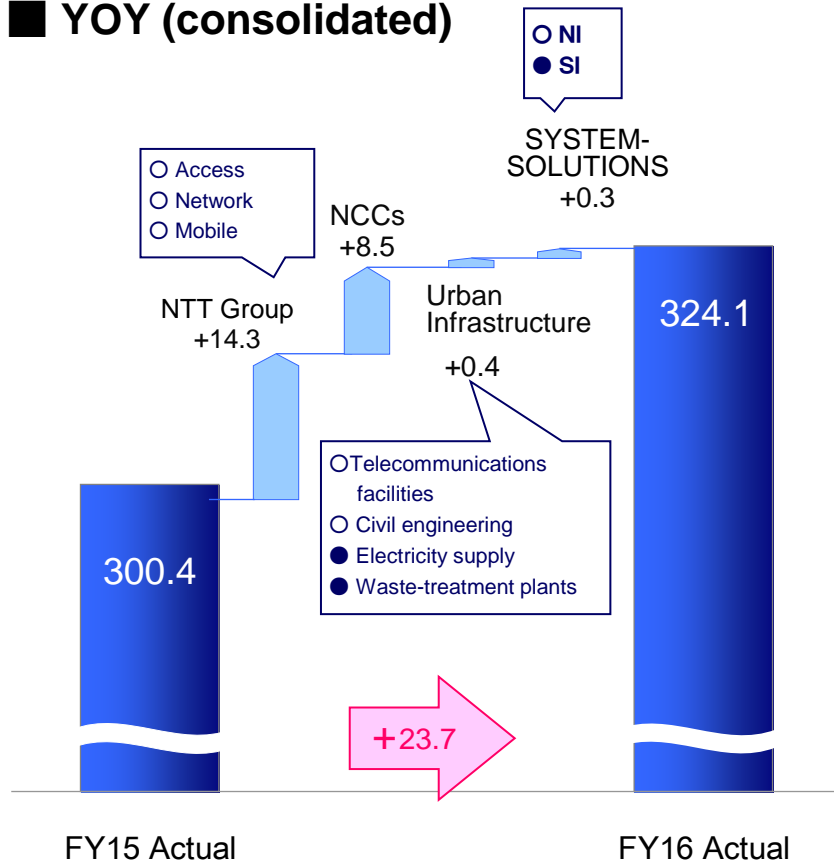 ■ YOY (consolidated)
○ NI
● SI
SYSTEM-
SOLUTIONS
+0.3
○ Access
○ Network
○ Mobile
NCCs
+8.5
NTT Group
+14.3
Urban
Infrastructure
+0.4
324.1
○Telecommunications
facilities
○ Civil engineering
● Electricity supply
● Waste-treatment plants
300.4
+23.7
FY15 Actual
FY16 Actual